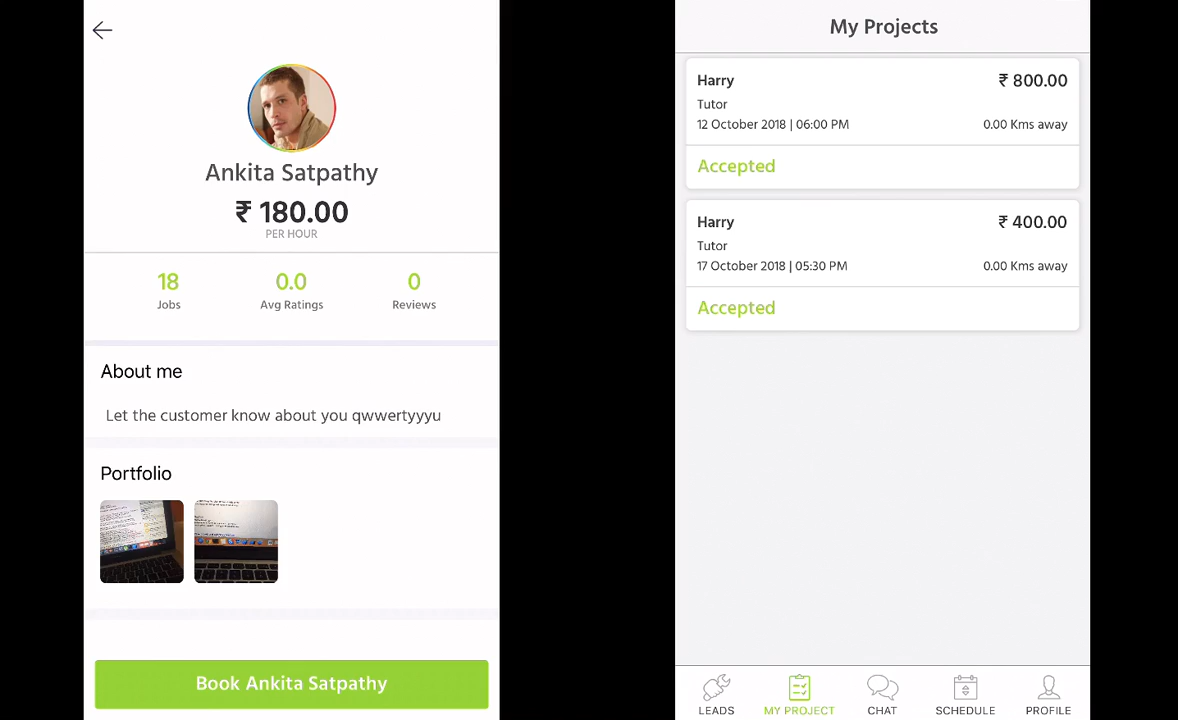 Ankita Satpathy
₹ 180.00
PER HOUR
18
Jobs
0.0
Avg Ratings
0
Reviews
About me
Let the customer know about you qwwertyyyu
Portfolio
Book Ankita Satpathy
My Projects
Harry ₹ 800.00
Tutor
12 October 2018 | 06:00 PM 0.00 Kms away
Accepted
Harry ₹ 400.00
Tutor
17 October 2018 | 05:30 PM 0.00 Kms away
Accepted
LEADS MY PROJECT CHAT SCHEDULE PROFILE